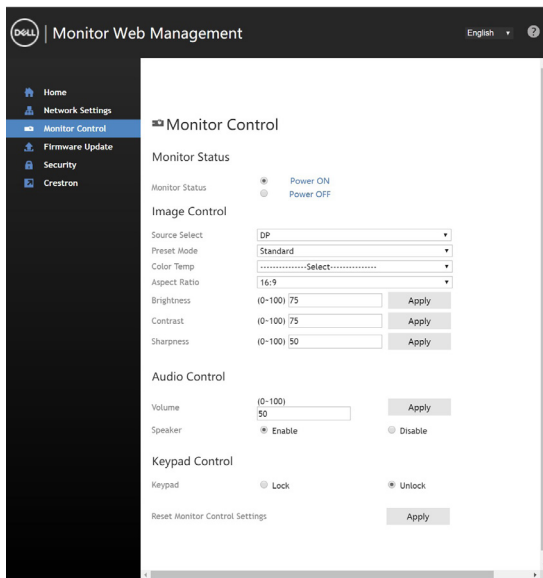 DELL | Monitor Web Management
English ?
Home
Network Settings
Monitor Control
Firmware Update
Security
Crestron
Monitor Control
Monitor Status
Monitor Status
Power ON
Power OFF
Image Control
Source Select DP
Preset Mode Standard
Color Temp ---------------Select---------------
Aspect Ratio 16:9
Brightness (0~100) 75 Apply
Contrast (0~100) 75 Apply
Sharpness (0~100) 50 Apply
Audio Control
(0-100)
Volume 50 Apply
Speaker Enable Disable
Keypad Control
Keypad Lock Unlock
Reset Monitor Control Settings Apply